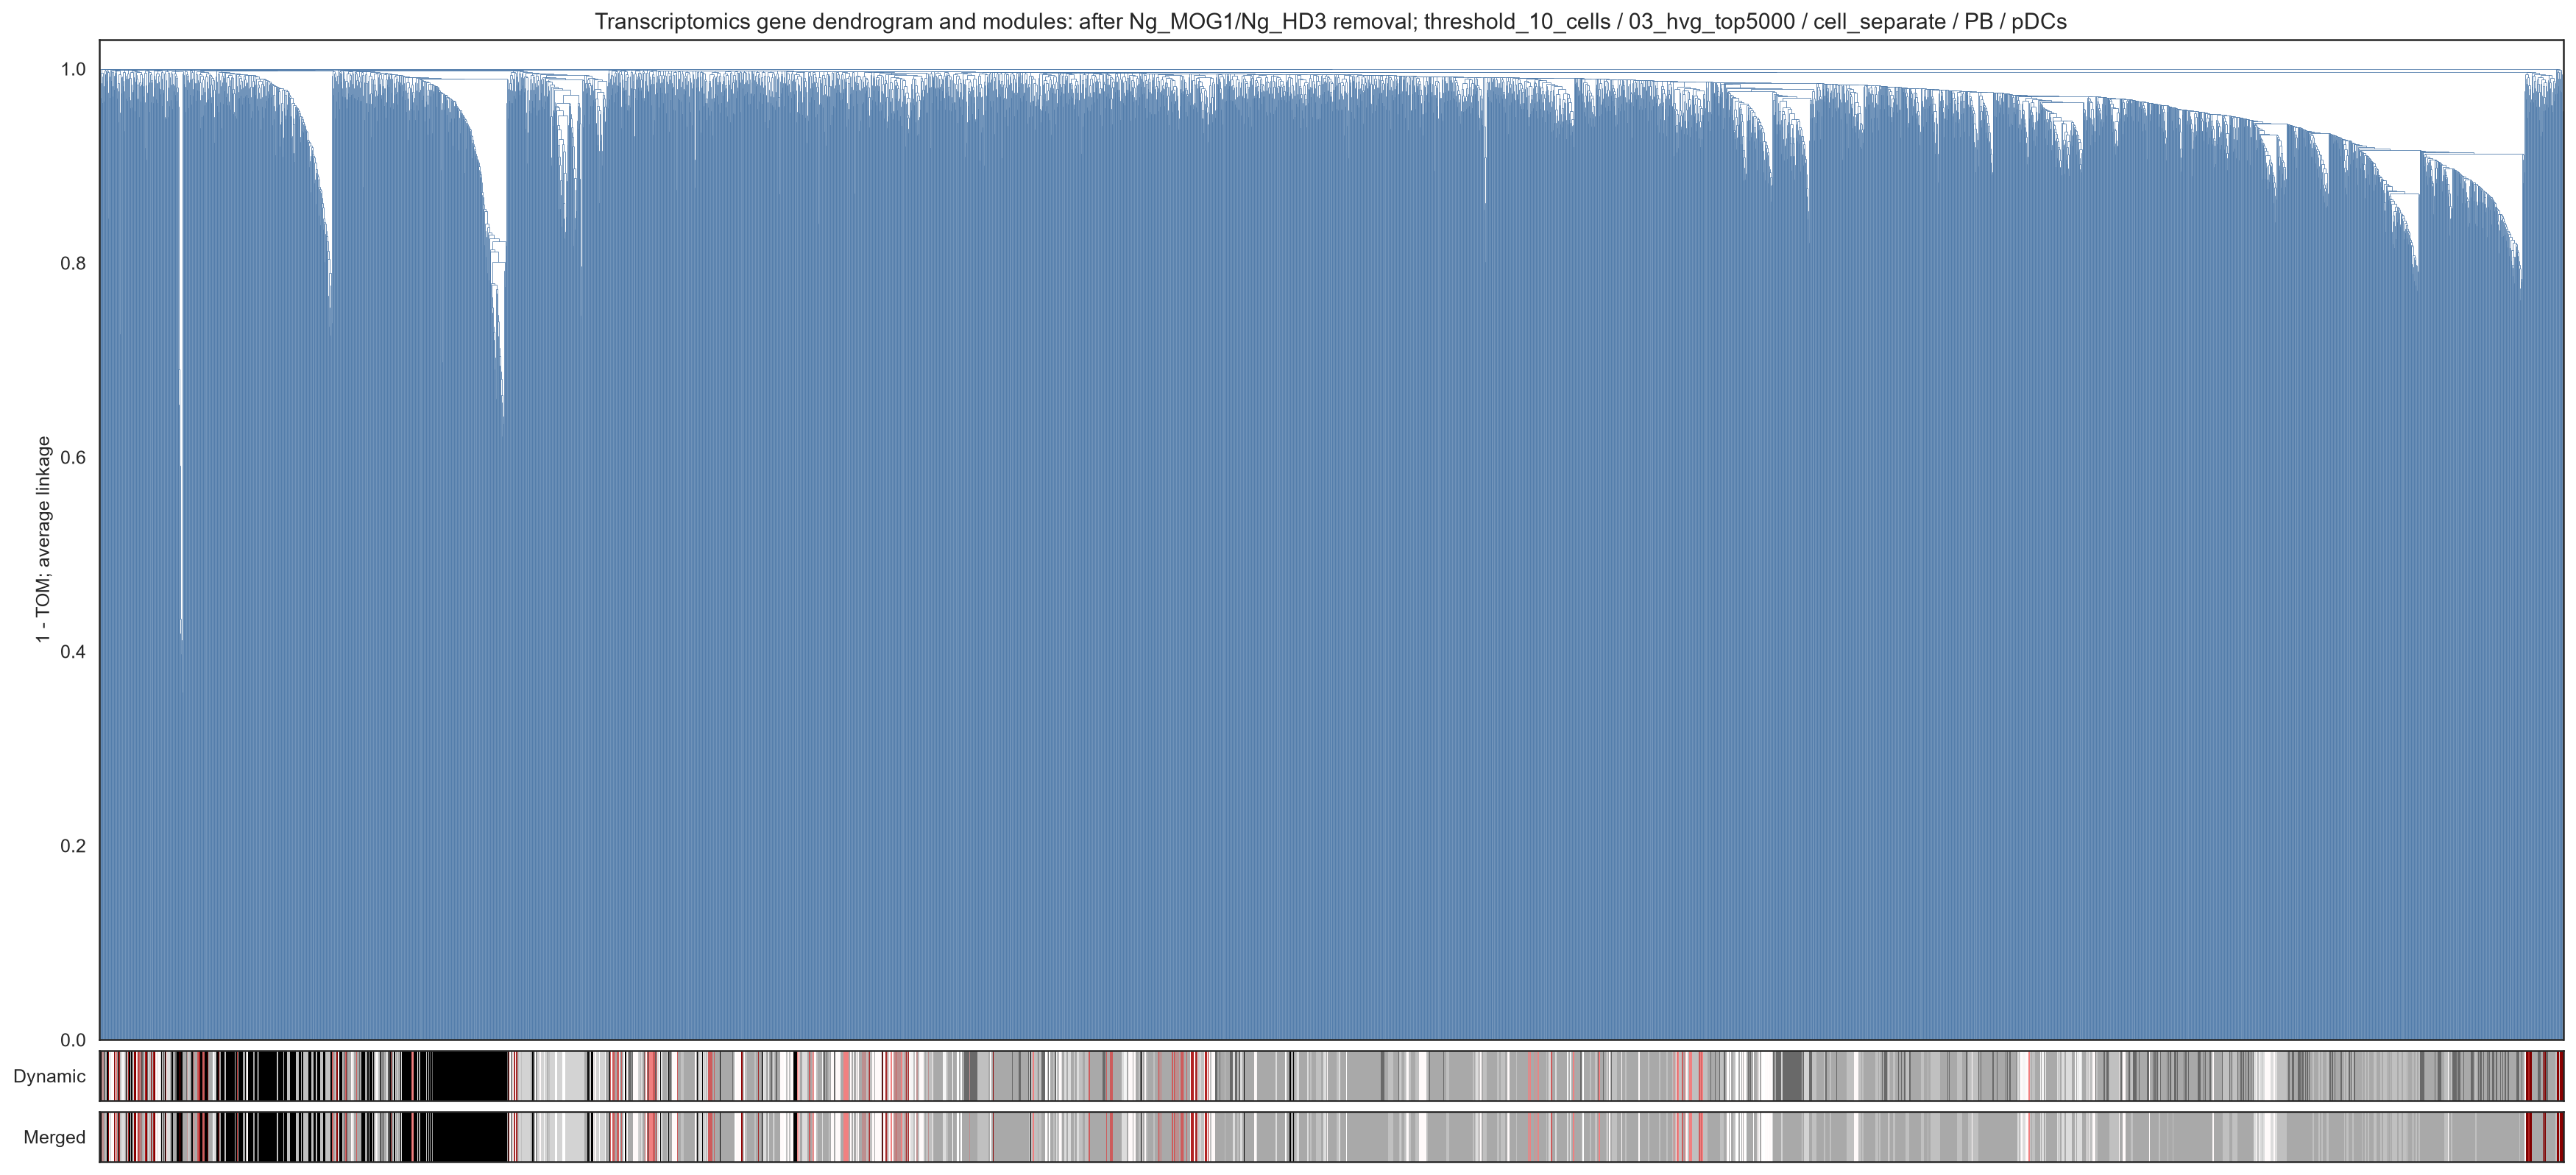 Transcriptomics gene dendrogram and modules: after Ng_MOG1/Ng_HD3 removal; threshold_10_cells / 03_hvg_top5000 / cell_separate / PB / pDCs
1.0
0.8
0.6
0.4
0.2
0.0
1 - TOM; average linkage
Dynamic
Merged